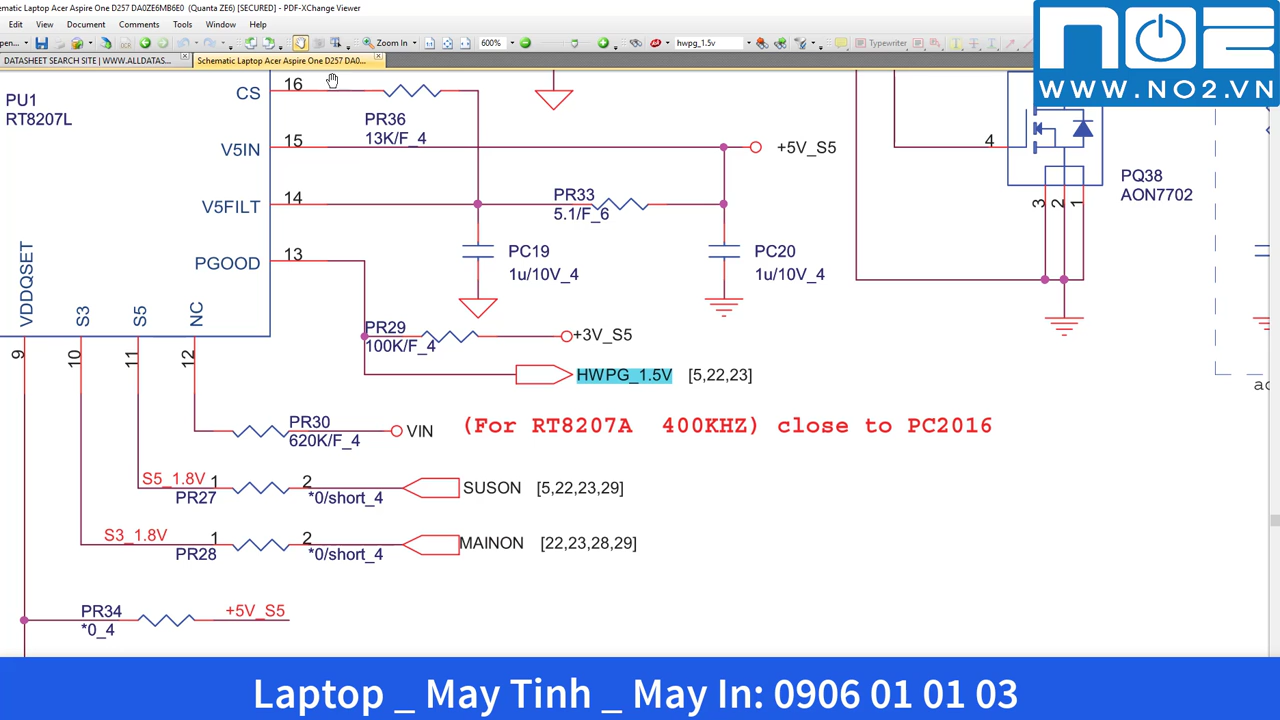 chematic Laptop Acer Aspire One D257 DA0ZE6MB6E0 (Quanta ZE6) [SECURED] - PDF-XChange Viewer
Edit View Document Comments Tools Window Help
pen... Zoom In 600% hwpg_1.5v Typewriter
DATASHEET SEARCH SITE | WWW.ALLDATAS... Schematic Laptop Acer Aspire One D257 DA0...
NO2
WWW.NO2.VN
PU1
RT8207L
CS 16
PR36
13K/F_4
V5IN 15
+5V_S5
4
PQ38
AON7702
3 2 1
V5FILT 14
PR33
5.1/F_6
PGOOD 13
PC19
1u/10V_4
PC20
1u/10V_4
VDDQSET S3 S5 NC
9 10 11 12
PR29
100K/F_4
+3V_S5
HWPG_1.5V [5,22,23]
PR30
620K/F_4
VIN
(For RT8207A 400KHZ) close to PC2016
S5_1.8V 1 2
PR27 *0/short_4
SUSON [5,22,23,29]
S3_1.8V 1 2
PR28 *0/short_4
MAINON [22,23,28,29]
PR34
*0_4
+5V_S5
Laptop _ May Tinh _ May In: 0906 01 01 03